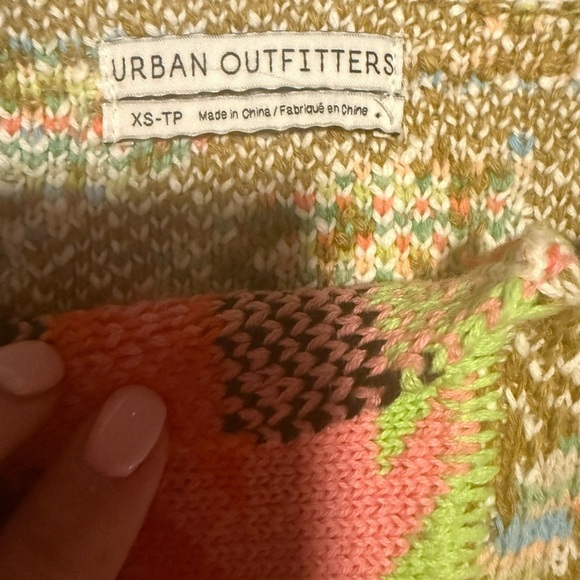 URBAN OUTFITTERS
XS-TP Made in China / Fabriqué en Chine